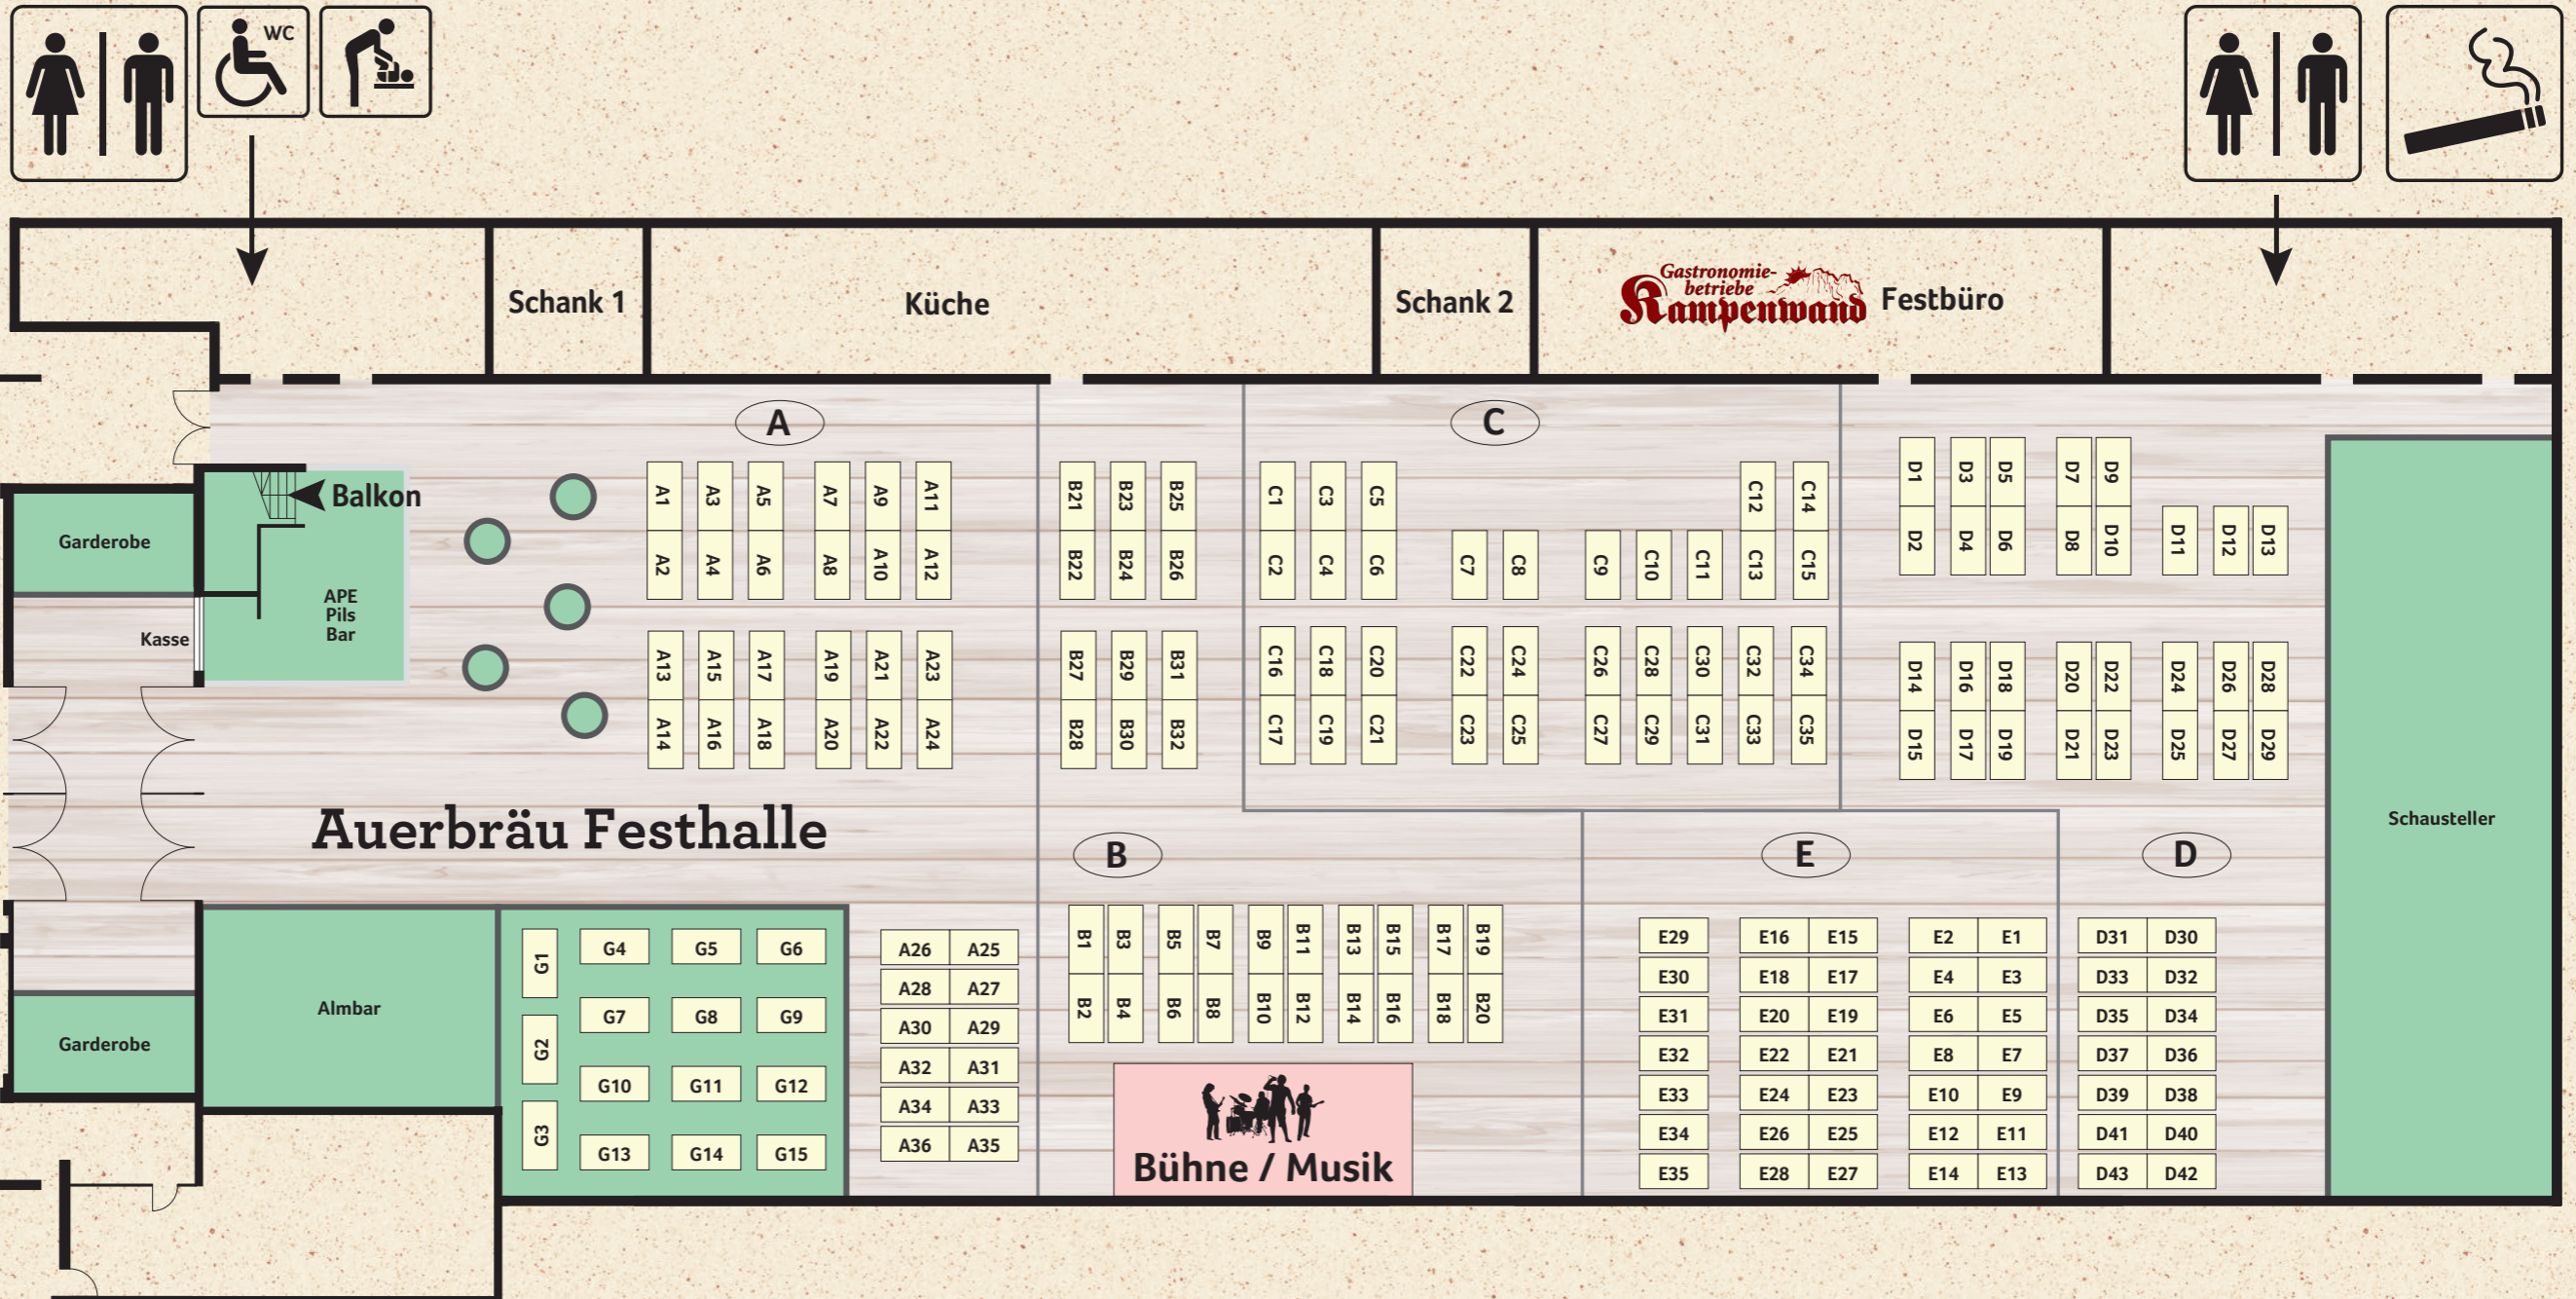 WC
Schank 1
Küche
Schank 2
Gastronomie-
betriebe
Kampenwand
Festbüro
A
C
Balkon
Garderobe
APE
Pils
Bar
Kasse
A1 A3 A5 A7 A9 A11
A2 A4 A6 A8 A10 A12
A13 A15 A17 A19 A21 A23
A14 A16 A18 A20 A22 A24
B21 B23 B25
B22 B24 B26
B27 B29 B31
B28 B30 B32
C1 C3 C5 C12 C14
C2 C4 C6 C7 C8 C9 C10 C11 C13 C15
C16 C18 C20 C22 C24 C26 C28 C30 C32 C34
C17 C19 C21 C23 C25 C27 C29 C31 C33 C35
D1 D3 D5 D7 D9
D2 D4 D6 D8 D10 D11 D12 D13
D14 D16 D18 D20 D22 D24 D26 D28
D15 D17 D19 D21 D23 D25 D27 D29
Schausteller
Auerbräu Festhalle
B
E
D
Almbar
Garderobe
G1
G2
G3
G4 G5 G6
G7 G8 G9
G10 G11 G12
G13 G14 G15
A26 A25
A28 A27
A30 A29
A32 A31
A34 A33
A36 A35
B1 B3 B5 B7 B9 B11 B13 B15 B17 B19
B2 B4 B6 B8 B10 B12 B14 B16 B18 B20
Bühne / Musik
E29 E16 E15 E2 E1
E30 E18 E17 E4 E3
E31 E20 E19 E6 E5
E32 E22 E21 E8 E7
E33 E24 E23 E10 E9
E34 E26 E25 E12 E11
E35 E28 E27 E14 E13
D31 D30
D33 D32
D35 D34
D37 D36
D39 D38
D41 D40
D43 D42